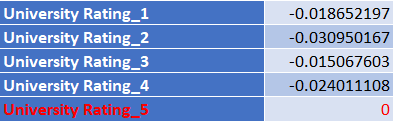 University Rating_1 -0.018652197
University Rating_2 -0.030950167
University Rating_3 -0.015067603
University Rating_4 -0.024011108
University Rating_5 0